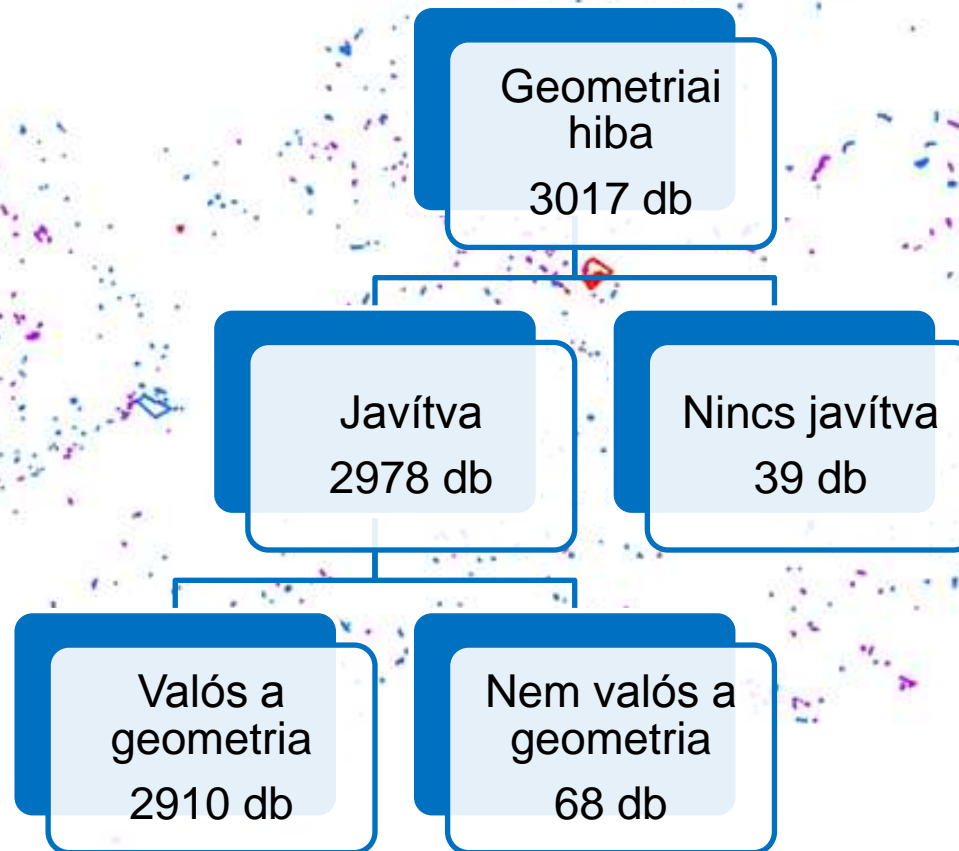 Geometriai
hiba
3017 db
Javítva
2978 db
Nincs javítva
39 db
Valós a
geometria
2910 db
Nem valós a
geometria
68 db